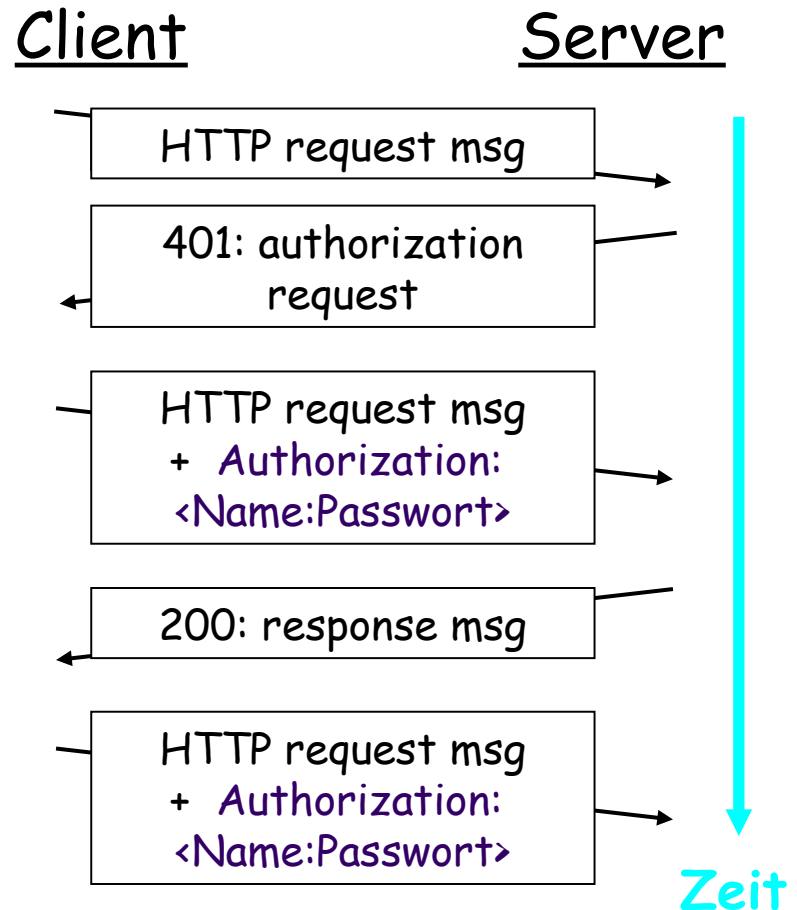 Client
Server
HTTP request msg
401: authorization
request
HTTP request msg
+ Authorization:
<Name:Passwort>
200: response msg
HTTP request msg
+ Authorization:
<Name:Passwort>
Zeit